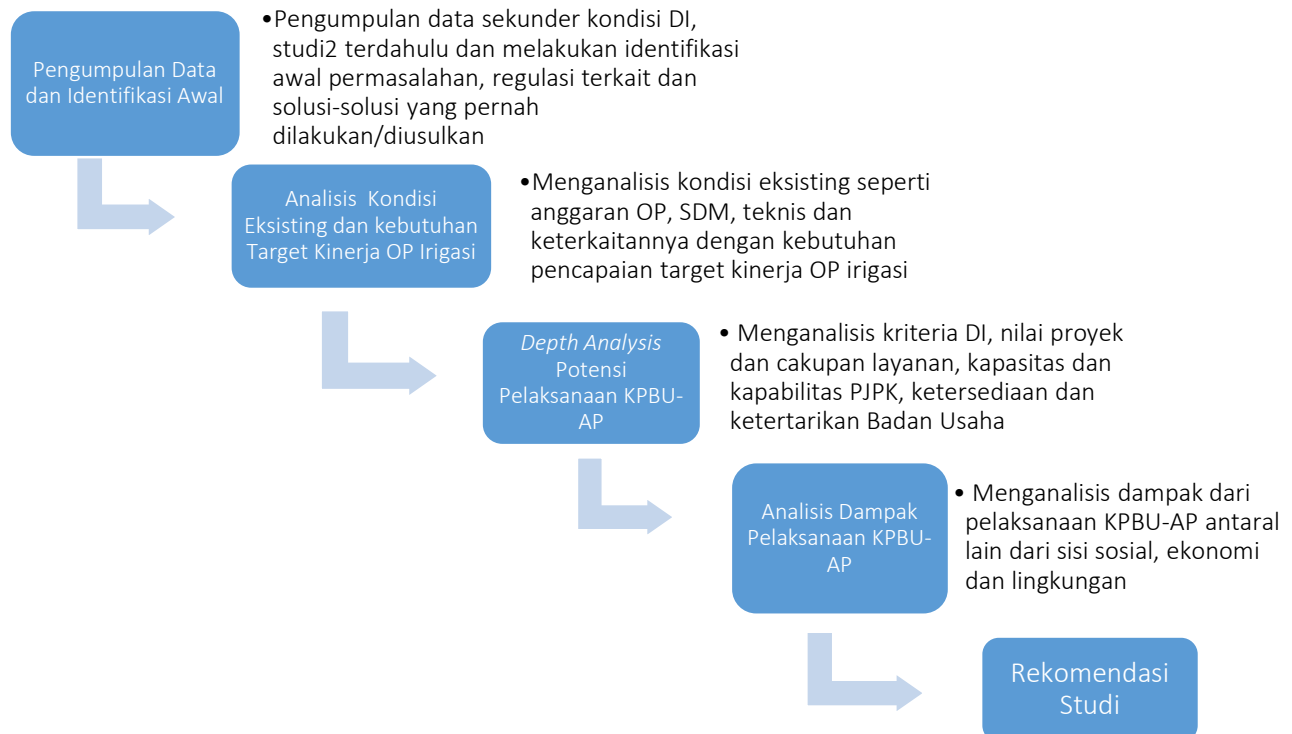 Pengumpulan Data
dan Identifikasi Awal
•Pengumpulan data sekunder kondisi DI,
studi2 terdahulu dan melakukan identifikasi
awal permasalahan, regulasi terkait dan
solusi-solusi yang pernah
dilakukan/diusulkan
Analisis Kondisi
Eksisting dan kebutuhan
Target Kinerja OP Irigasi
•Menganalisis kondisi eksisting seperti
anggaran OP, SDM, teknis dan
keterkaitannya dengan kebutuhan
pencapaian target kinerja OP irigasi
Depth Analysis
Potensi
Pelaksanaan KPBU-
AP
• Menganalisis kriteria DI, nilai proyek
dan cakupan layanan, kapasitas dan
kapabilitas PJPK, ketersediaan dan
ketertarikan Badan Usaha
Analisis Dampak
Pelaksanaan KPBU-
AP
• Menganalisis dampak dari
pelaksanaan KPBU-AP antaral
lain dari sisi sosial, ekonomi
dan lingkungan
Rekomendasi
Studi